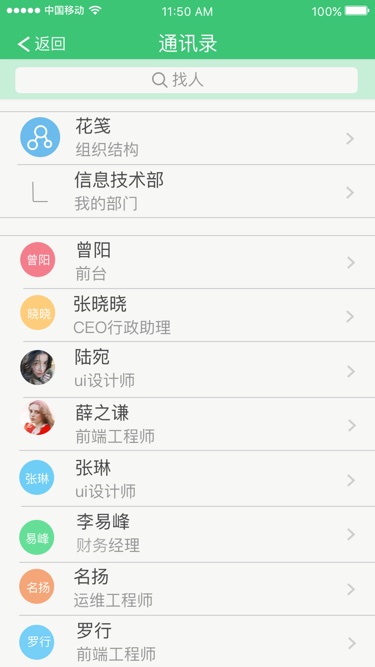 中国移动 11:50 AM 100%
返回 通讯录
找人
花笺
组织结构
信息技术部
我的部门
曾阳 曾阳
前台
晓晓 张晓晓
CEO行政助理
陆宛
ui设计师
薛之谦
前端工程师
张琳 张琳
ui设计师
易峰 李易峰
财务经理
名扬 名扬
运维工程师
罗行 罗行
前端工程师